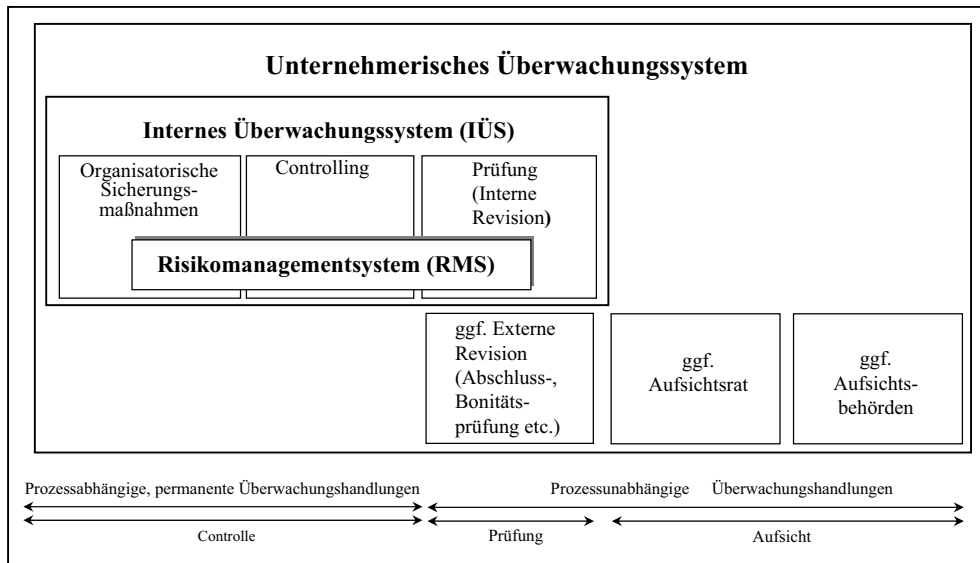 Unternehmerisches Überwachungssystem
Internes Überwachungssystem (IÜS)
Organisatorische
Sicherungs-
maßnahmen
Controlling
Prüfung
(Interne
Revision)
Risikomanagementsystem (RMS)
ggf. Externe
Revision
(Abschluss-,
Bonitäts-
prüfung etc.)
ggf.
Aufsichtsrat
ggf.
Aufsichts-
behörden
Prozessabhängige, permanente Überwachungshandlungen
Prozessunabhängige Überwachungshandlungen
Controlle
Prüfung
Aufsicht